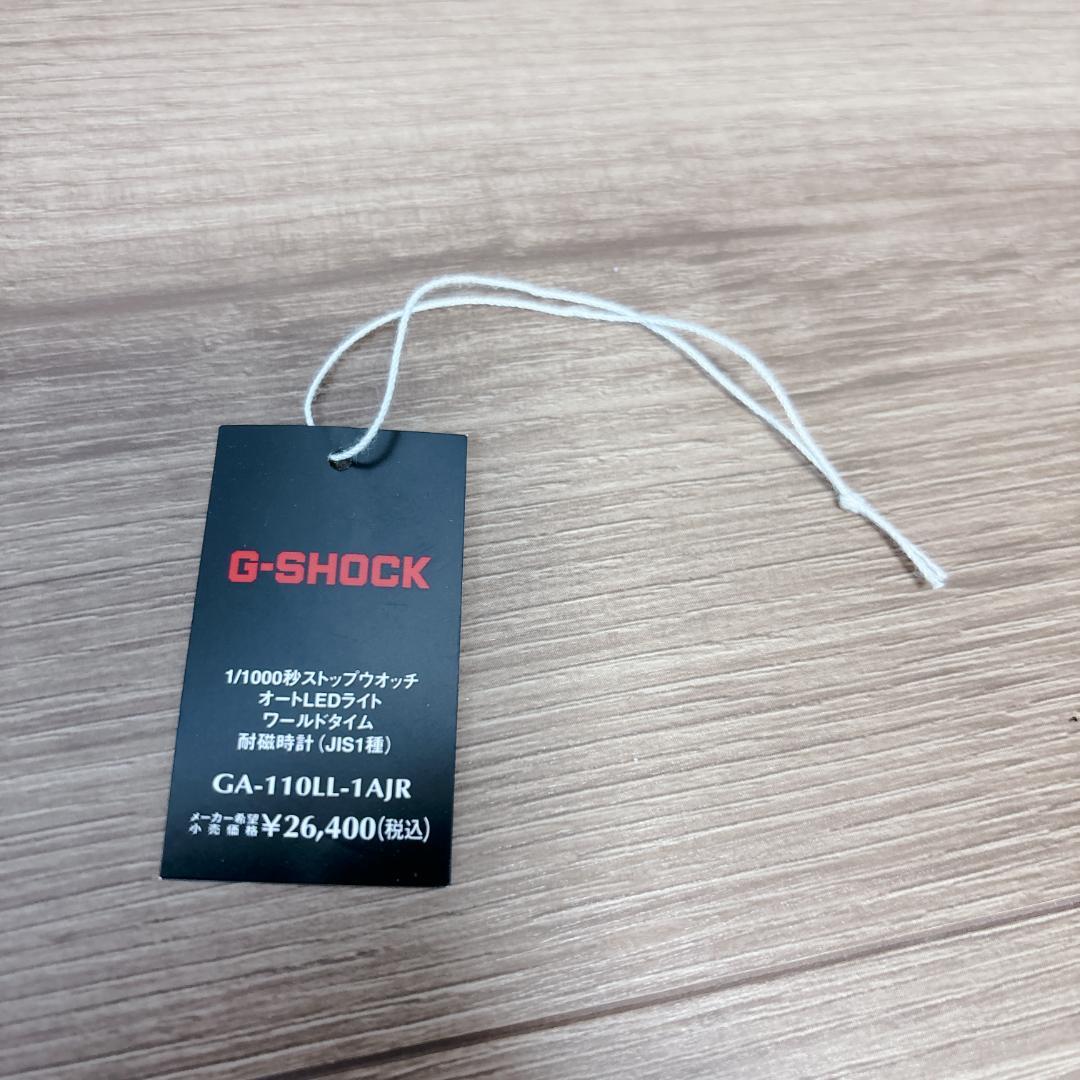 G-SHOCK
1/1000秒ストップウオッチ
オートLEDライト
ワールドタイム
耐磁時計（JIS1種）
GA-110LL-1AJR
メーカー希望小売価格 ¥26,400(税込)